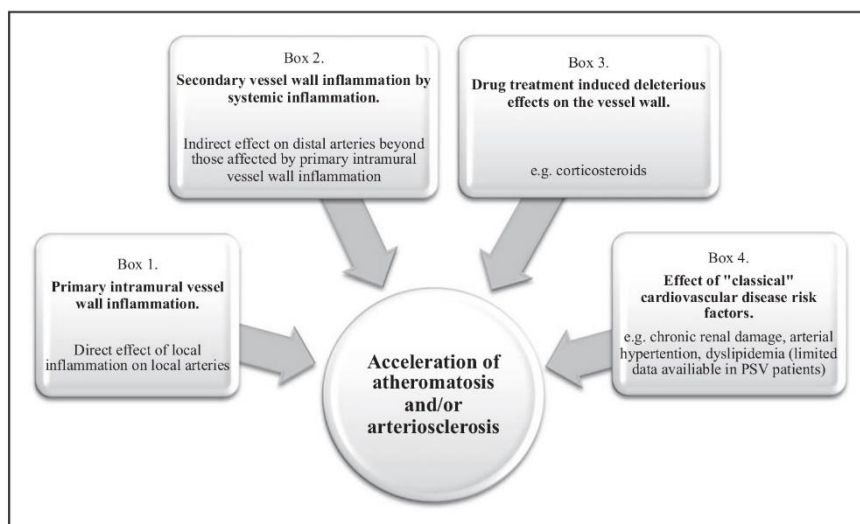 Box 2.
Secondary vessel wall inflammation by
systemic inflammation.
Indirect effect on distal arteries beyond
those affected by primary intramural
vessel wall inflammation
Box 3.
Drug treatment induced deleterious
effects on the vessel wall.
e.g. corticosteroids
Box 1.
Primary intramural vessel
wall inflammation.
Direct effect of local
inflammation on local arteries
Box 4.
Effect of "classical"
cardiovascular disease risk
factors.
e.g. chronic renal damage, arterial
hypertention, dyslipidemia (limited
data availiable in PSV patients)
Acceleration of
atheromatosis
and/or
arteriosclerosis